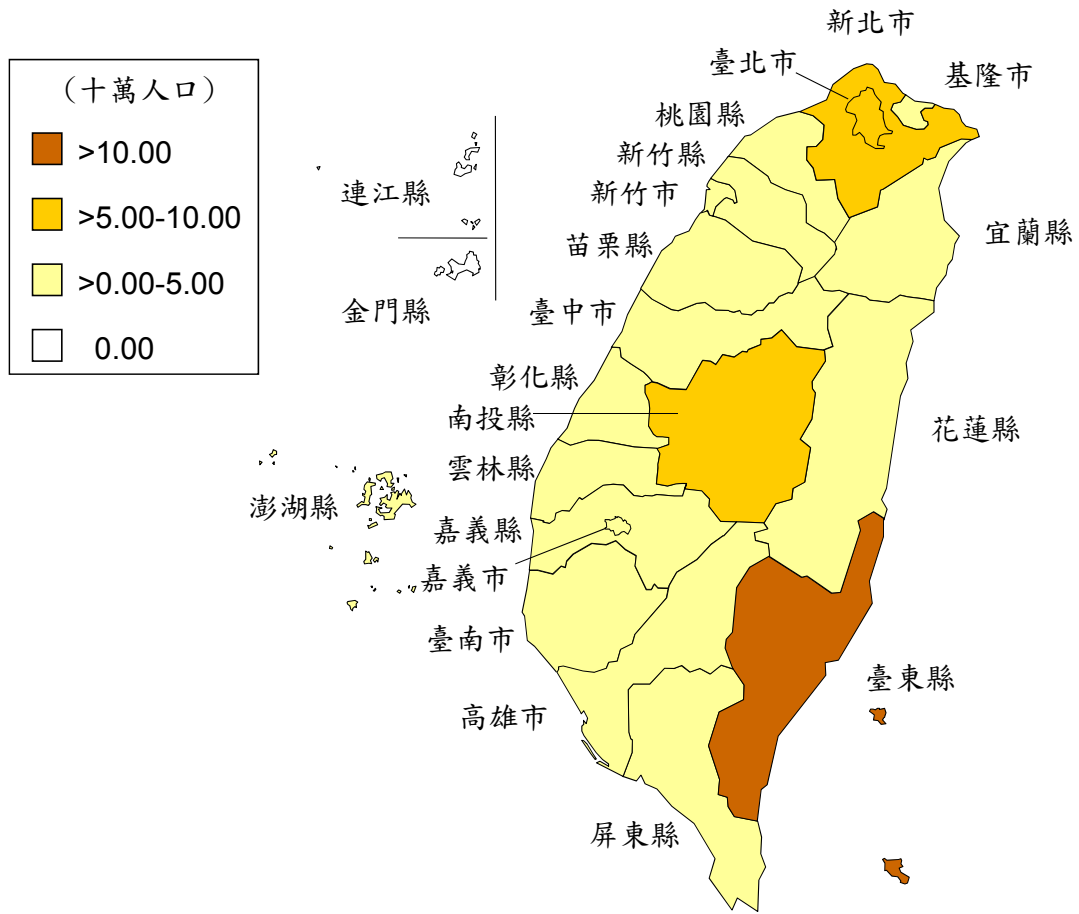 (十萬人口)
>10.00
>5.00-10.00
>0.00-5.00
0.00
新北市
臺北市
基隆市
桃園縣
新竹縣
新竹市
連江縣
苗栗縣
宜蘭縣
金門縣
臺中市
彰化縣
南投縣
花蓮縣
雲林縣
澎湖縣
嘉義縣
嘉義市
臺南市
臺東縣
高雄市
屏東縣